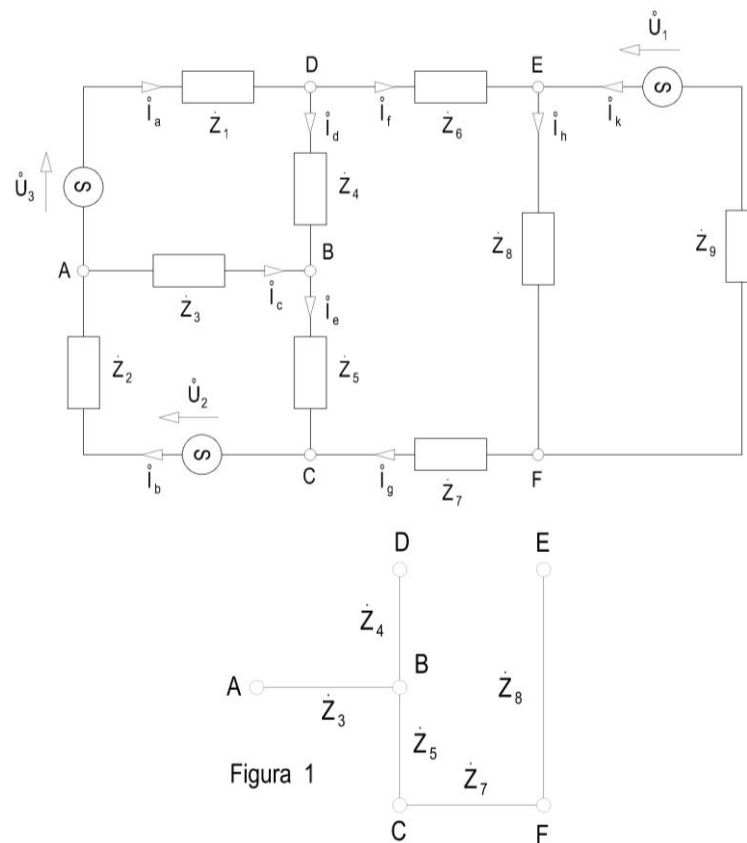 Ů₁
D
E
İₐ
Ż₁
İd
İf
Ż₆
İh
İₖ
S
Ů₃
S
Ż₄
A
B
Ż₈
Ż₉
İc
Ż₃
İₑ
Ż₂
Ż₅
Ů₂
S
İb
C
İg
Ż₇
F
D
E
Ż₄
A
B
Ż₃
Ż₈
Ż₅
Figura 1
Ż₇
C
F